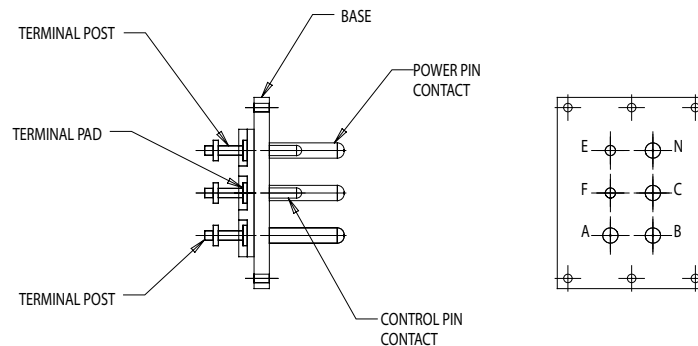 BASE
TERMINAL POST
POWER PIN
CONTACT
TERMINAL PAD
TERMINAL POST
CONTROL PIN
CONTACT
E N
F C
A B